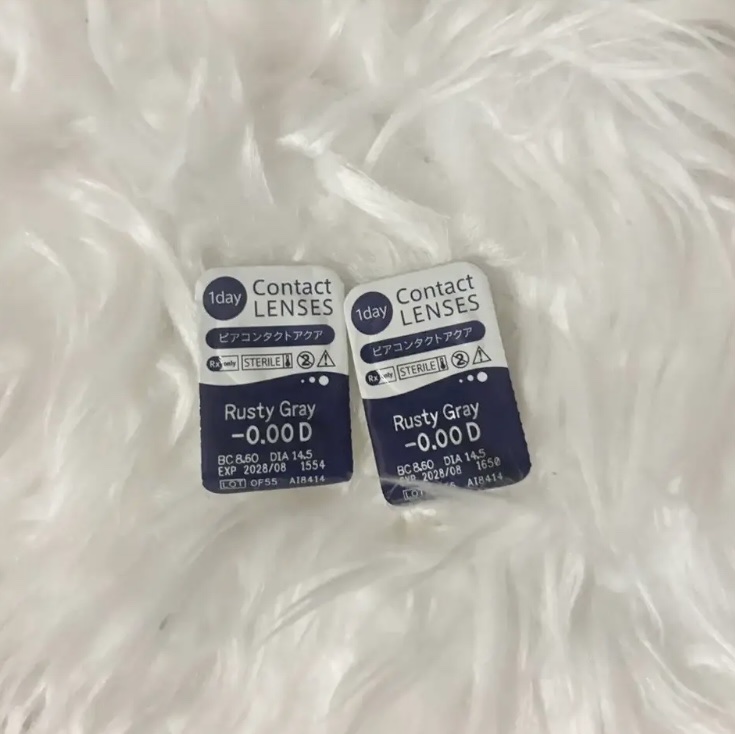 1day
Contact
LENSES
ピアコンタクトアクア
Rx only STERILE 2
Rusty Gray
-0.00 D
BC 8.60 DIA 14.5
EXP 2028/08 1554
LOT OF55 AI8414
1day
Contact
LENSES
ピアコンタクトアクア
Rx only STERILE 2
Rusty Gray
-0.00 D
BC 8.60 DIA 14.5
EXP 2028/08 1650
LOT AI8414